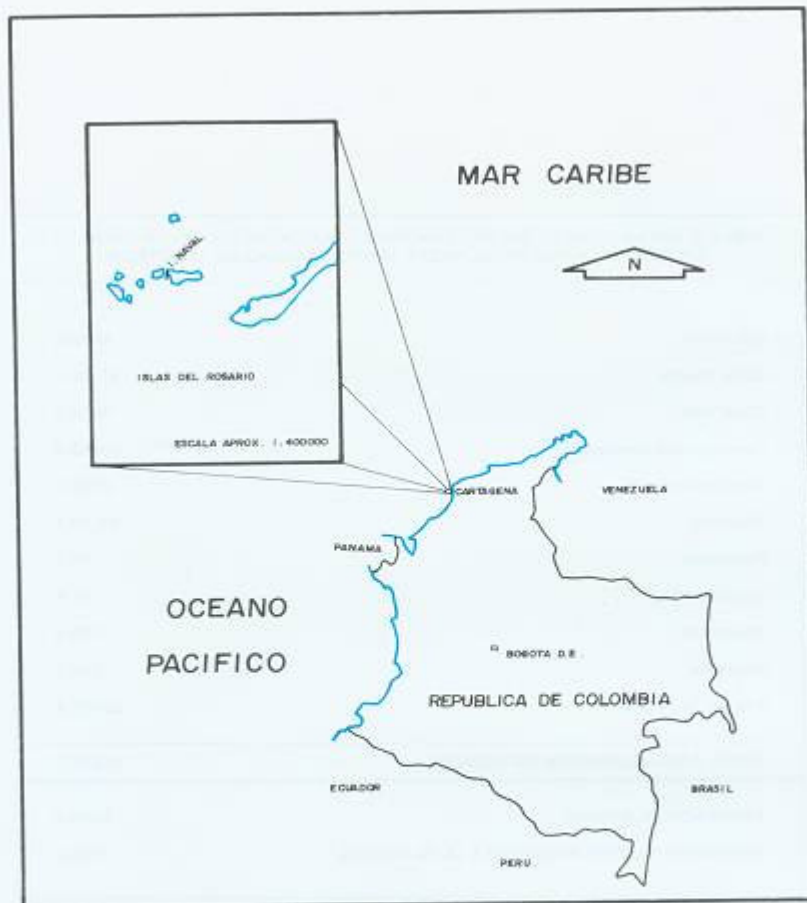 MAR CARIBE
N
I. NAVAL
ISLAS DEL ROSARIO
ESCALA APROX. 1:400000
CARTAGENA
VENEZUELA
PANAMA
OCEANO
PACIFICO
BOGOTA D.E.
REPUBLICA DE COLOMBIA
ECUADOR
BRASIL
PERU